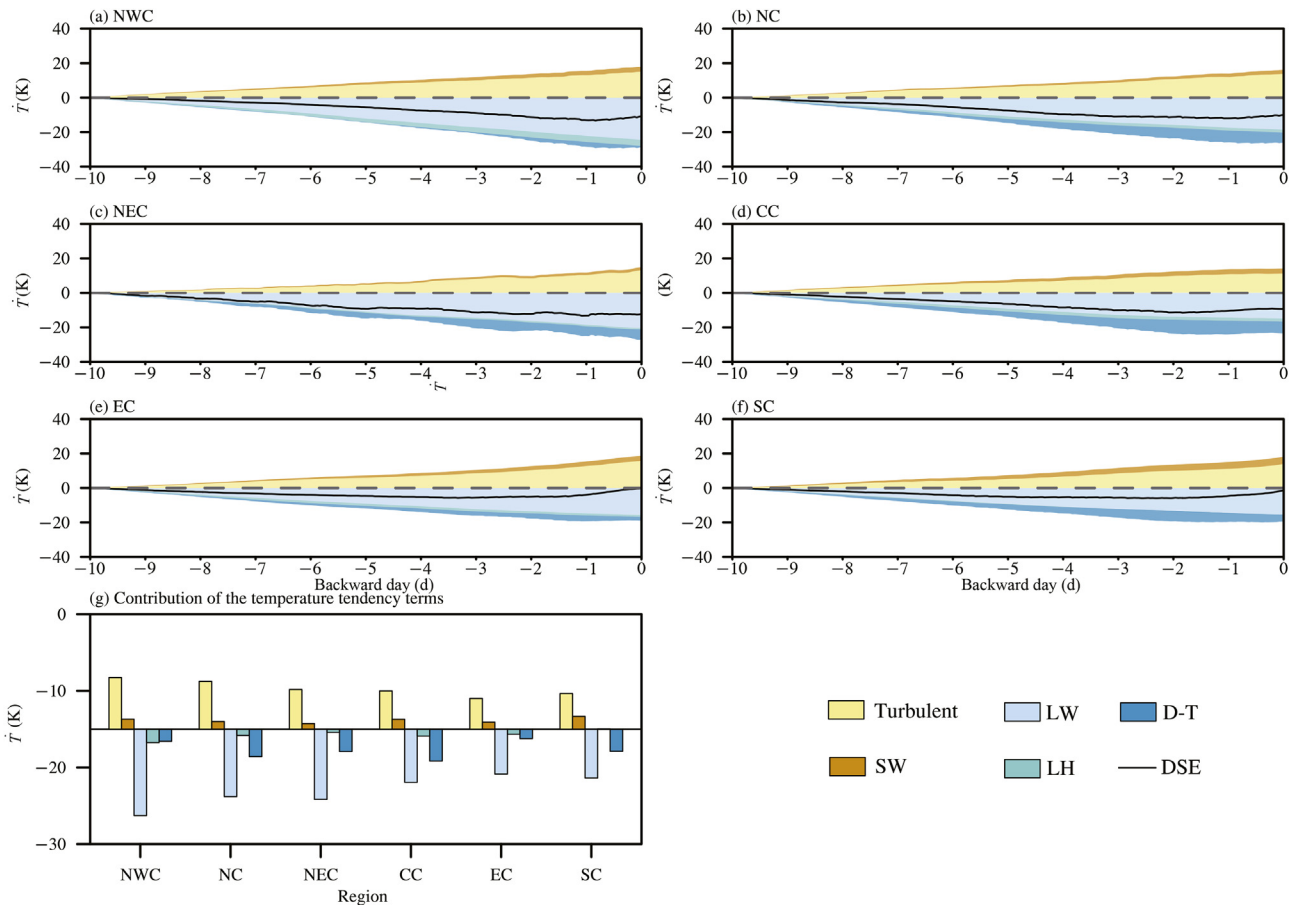 (a) NWC
(b) NC
40
20
0
−20
−40
Ṫ (K)
−10 −9 −8 −7 −6 −5 −4 −3 −2 −1 0
40
20
0
−20
−40
Ṫ (K)
−10 −9 −8 −7 −6 −5 −4 −3 −2 −1 0
(c) NEC
(d) CC
40
20
0
−20
−40
Ṫ (K)
−10 −9 −8 −7 −6 −5 −4 −3 −2 −1 0
Ṫ
40
20
0
−20
−40
(K)
−10 −9 −8 −7 −6 −5 −4 −3 −2 −1 0
(e) EC
(f) SC
40
20
0
−20
−40
Ṫ (K)
−10 −9 −8 −7 −6 −5 −4 −3 −2 −1 0
Backward day (d)
40
20
0
−20
−40
Ṫ (K)
−10 −9 −8 −7 −6 −5 −4 −3 −2 −1 0
Backward day (d)
(g) Contribution of the temperature tendency terms
0
−10
−20
−30
Ṫ (K)
NWC NC NEC CC EC SC
Region
Turbulent LW D-T
SW LH DSE